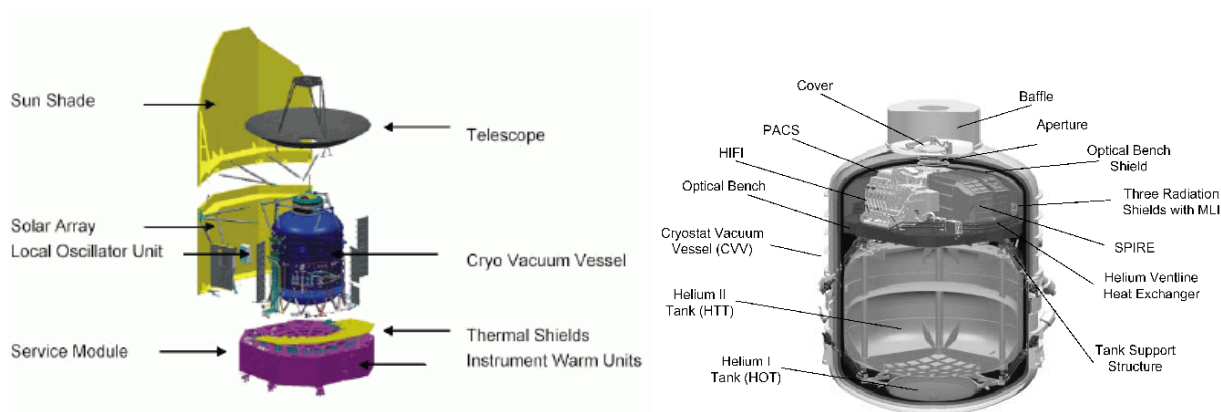 Sun Shade
Telescope
Solar Array
Local Oscillator Unit
Cryo Vacuum Vessel
Thermal Shields
Service Module
Instrument Warm Units
Cover
Baffle
PACS
Aperture
HIFI
Optical Bench
Shield
Optical Bench
Three Radiation
Shields with MLI
Cryostat Vacuum
Vessel (CVV)
SPIRE
Helium Ventline
Heat Exchanger
Helium II
Tank (HTT)
Tank Support
Structure
Helium I
Tank (HOT)